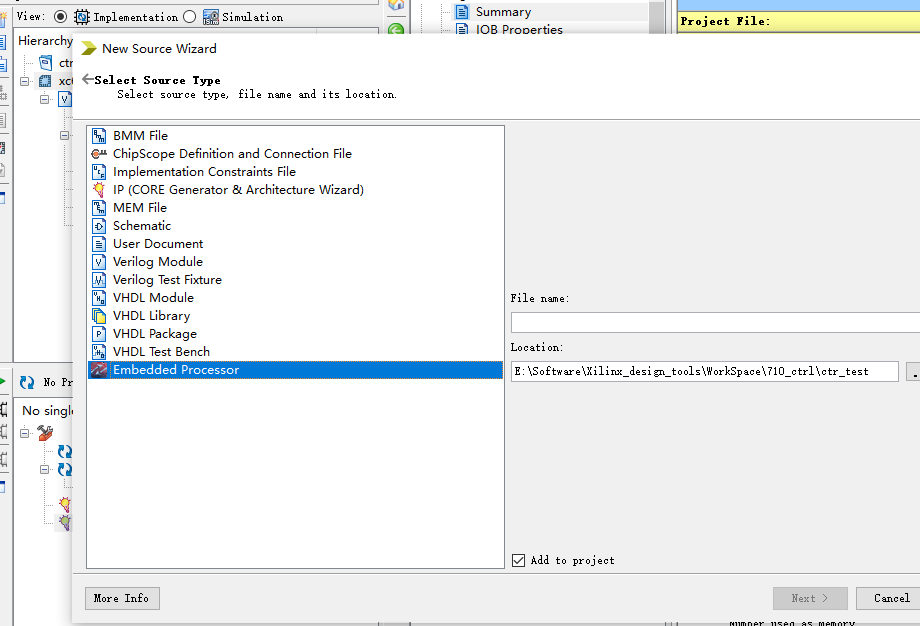 View: Implementation Simulation
Summary
IOB Properties
Project File:
Hierarchy
New Source Wizard
Select Source Type
Select source type, file name and its location.
BMM File
ChipScope Definition and Connection File
Implementation Constraints File
IP (CORE Generator & Architecture Wizard)
MEM File
Schematic
User Document
Verilog Module
Verilog Test Fixture
VHDL Module
VHDL Library
VHDL Package
VHDL Test Bench
Embedded Processor
File name:
Location:
E:\Software\Xilinx_design_tools\WorkSpace\710_ctrl\ctr_test
No Pr
No singl
Add to project
More Info
Next >
Cancel
Number used as memory